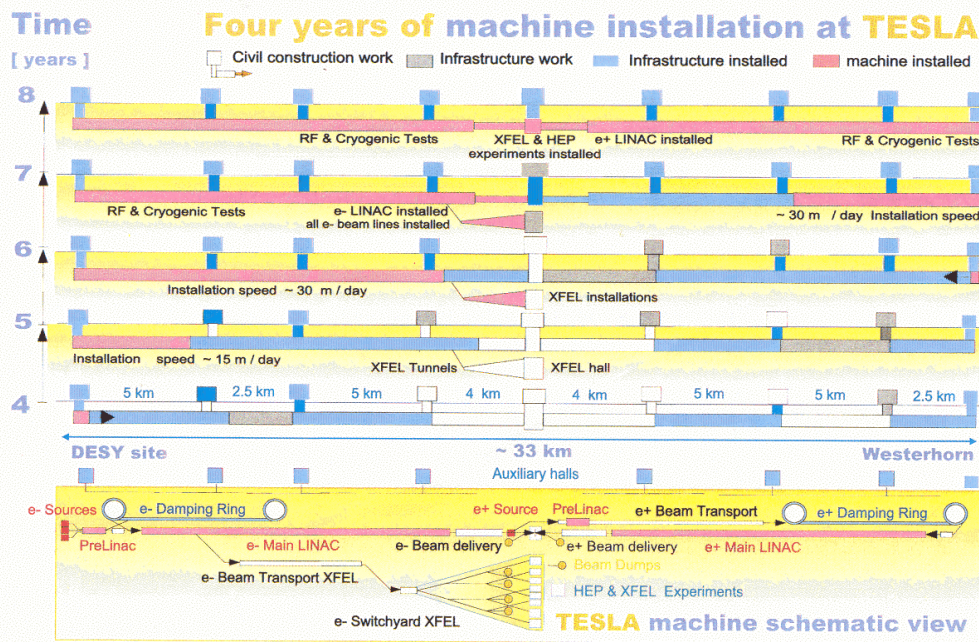 Time
Four years of machine installation at TESLA
[ years ]
Civil construction work
Infrastructure work
Infrastructure installed
machine installed
8
RF & Cryogenic Tests
XFEL & HEP
experiments installed
e+ LINAC installed
RF & Cryogenic Tests
7
RF & Cryogenic Tests
e- LINAC installed
all e- beam lines installed
~ 30 m / day Installation speed
6
Installation speed ~ 30 m / day
XFEL installations
5
Installation speed ~ 15 m / day
XFEL Tunnels
XFEL hall
4
5 km
2.5 km
5 km
4 km
4 km
5 km
5 km
2.5 km
DESY site
~ 33 km
Westerhorn
Auxiliary halls
e- Sources
e- Damping Ring
e+ Source
PreLinac
e+ Beam Transport
e+ Damping Ring
PreLinac
e- Main LINAC
e- Beam delivery
e+ Beam delivery
e+ Main LINAC
e- Beam Transport XFEL
Beam Dumps
HEP & XFEL Experiments
e- Switchyard XFEL
TESLA machine schematic view